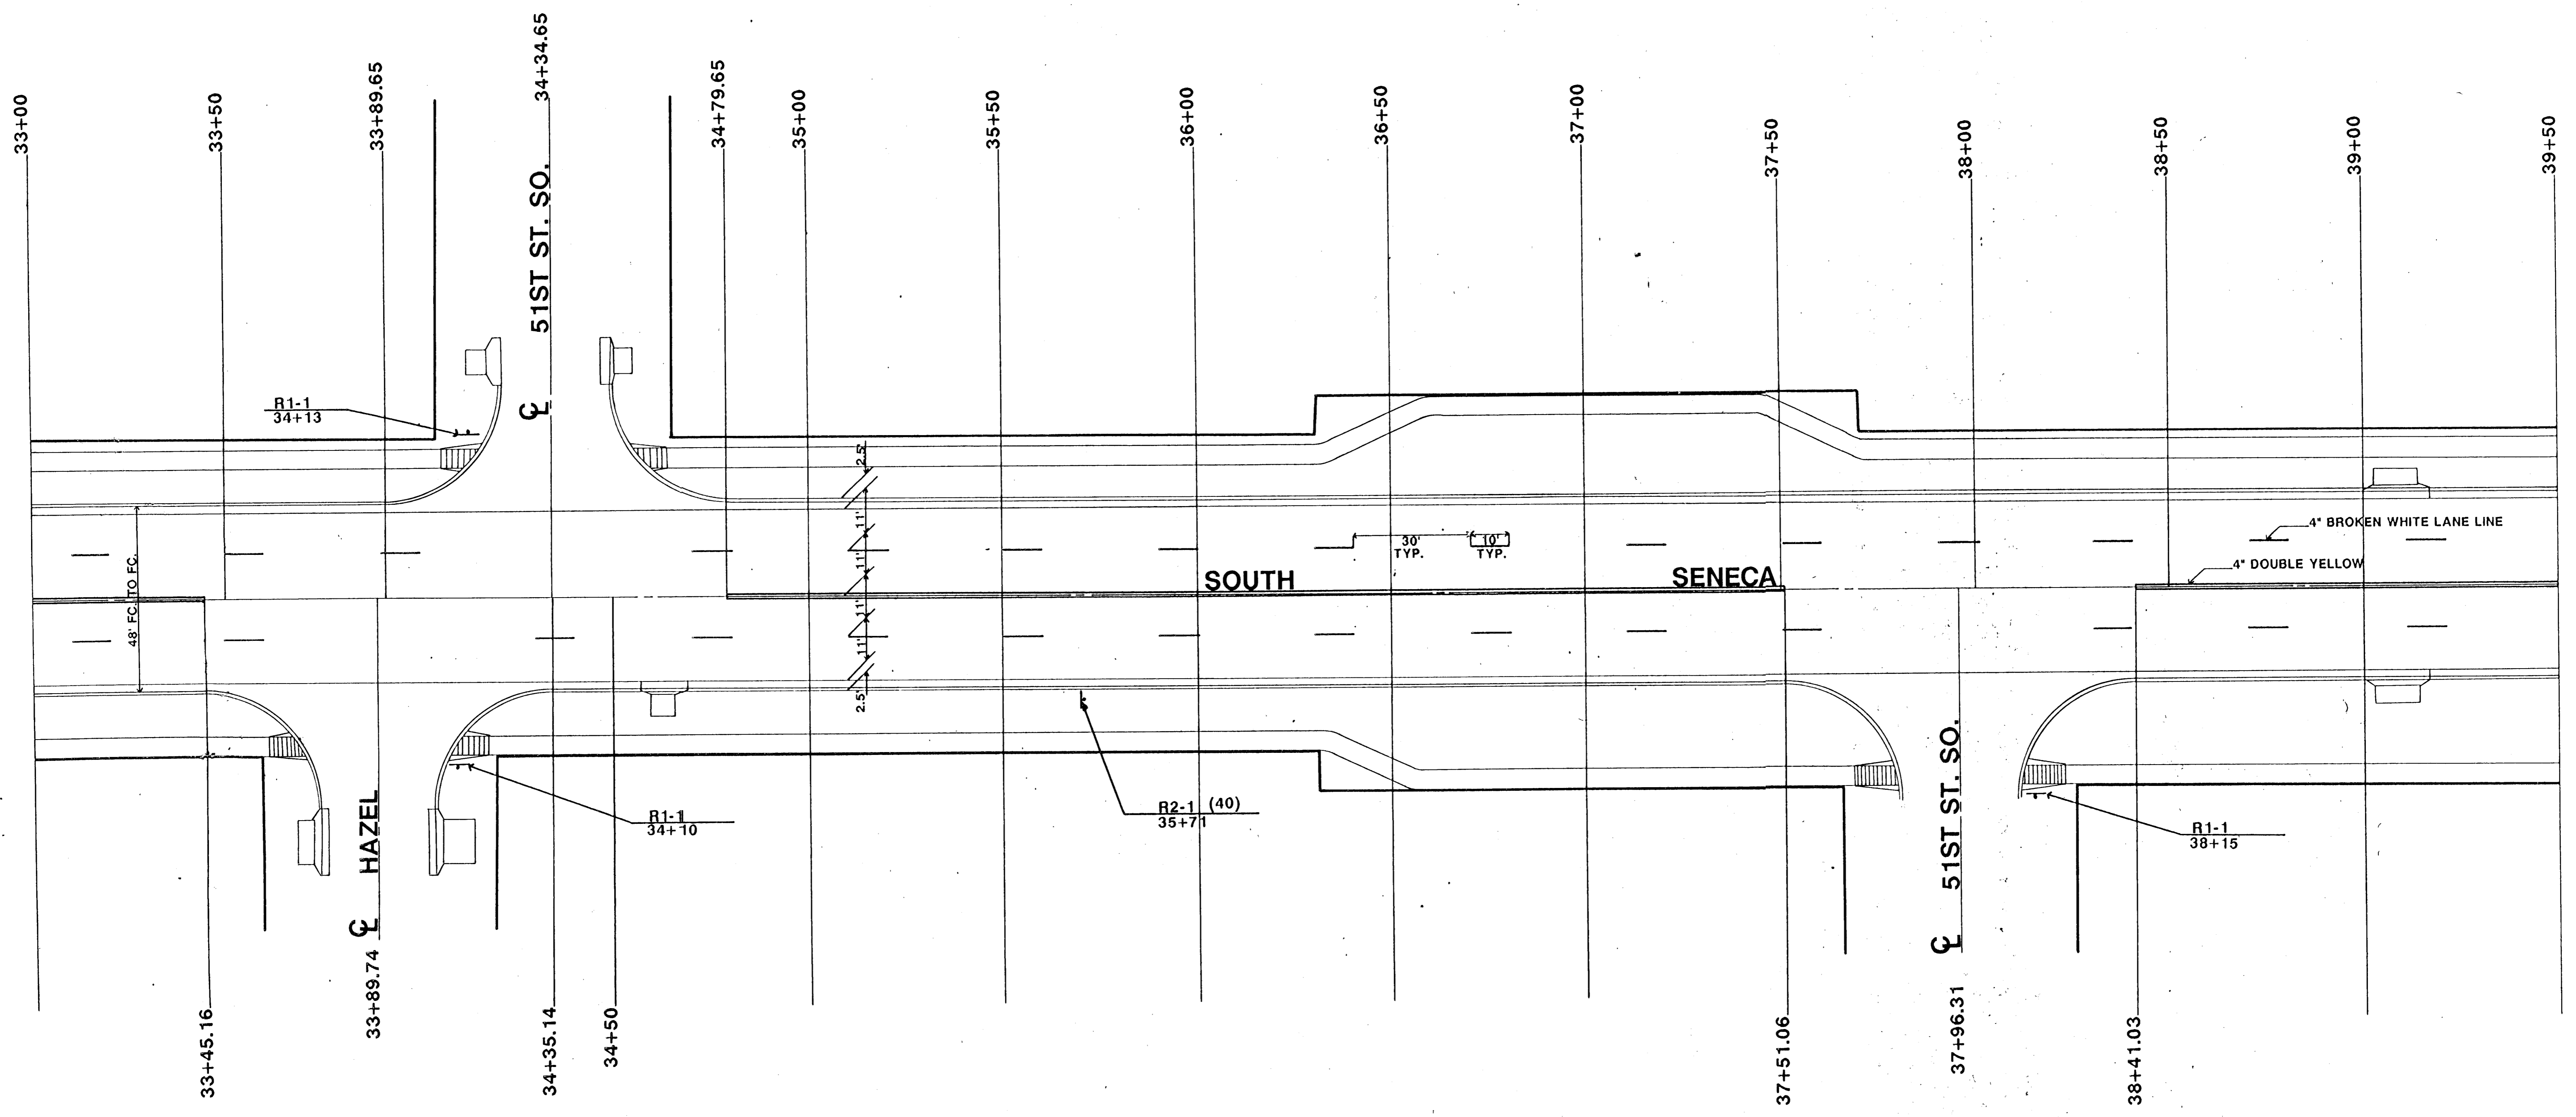 33+00
33+50
33+89.65
34+34.65
34+79.65
35+00
35+50
36+00
36+50
37+00
37+50
38+00
38+50
39+00
39+50
51ST ST. SO.
CL
R1-1
34+13
2.5'
11'
11'
11'
11'
2.5'
48' FC. TO FC.
30'
TYP.
10'
TYP.
4" BROKEN WHITE LANE LINE
4" DOUBLE YELLOW
SOUTH SENECA
HAZEL
CL
R1-1
34+10
R2-1 (40)
35+71
51ST ST. SO.
CL
R1-1
38+15
33+45.16
33+89.74
34+35.14
34+50
37+51.06
37+96.31
38+41.03